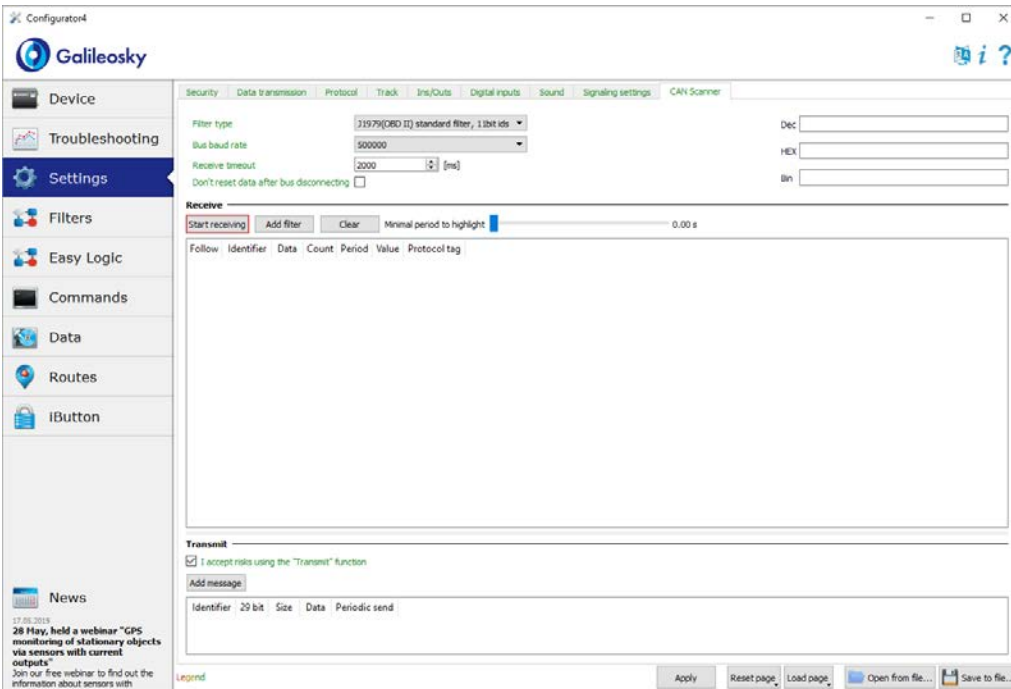 Configurator4
Galileosky
Device
Troubleshooting
Settings
Filters
Easy Logic
Commands
Data
Routes
iButton
News
17.05.2019
28 May, held a webinar "GPS
monitoring of stationary objects
via sensors with current
outputs"
Join our free webinar to find out the
information about sensors with
Security Data transmission Protocol Track Ins/Outs Digital inputs Sound Signaling settings CAN Scanner
Filter type J1979(OBD II) standard filter, 11bit ids
Bus baud rate 500000
Receive timeout 2000 [ms]
Don't reset data after bus disconnecting
Dec
HEX
Bin
Receive
Start receiving Add filter Clear Minimal period to highlight 0.00 s
Follow Identifier Data Count Period Value Protocol tag
Transmit
I accept risks using the "Transmit" function
Add message
Identifier 29 bit Size Data Periodic send
Legend Apply Reset page Load page Open from file... Save to file...